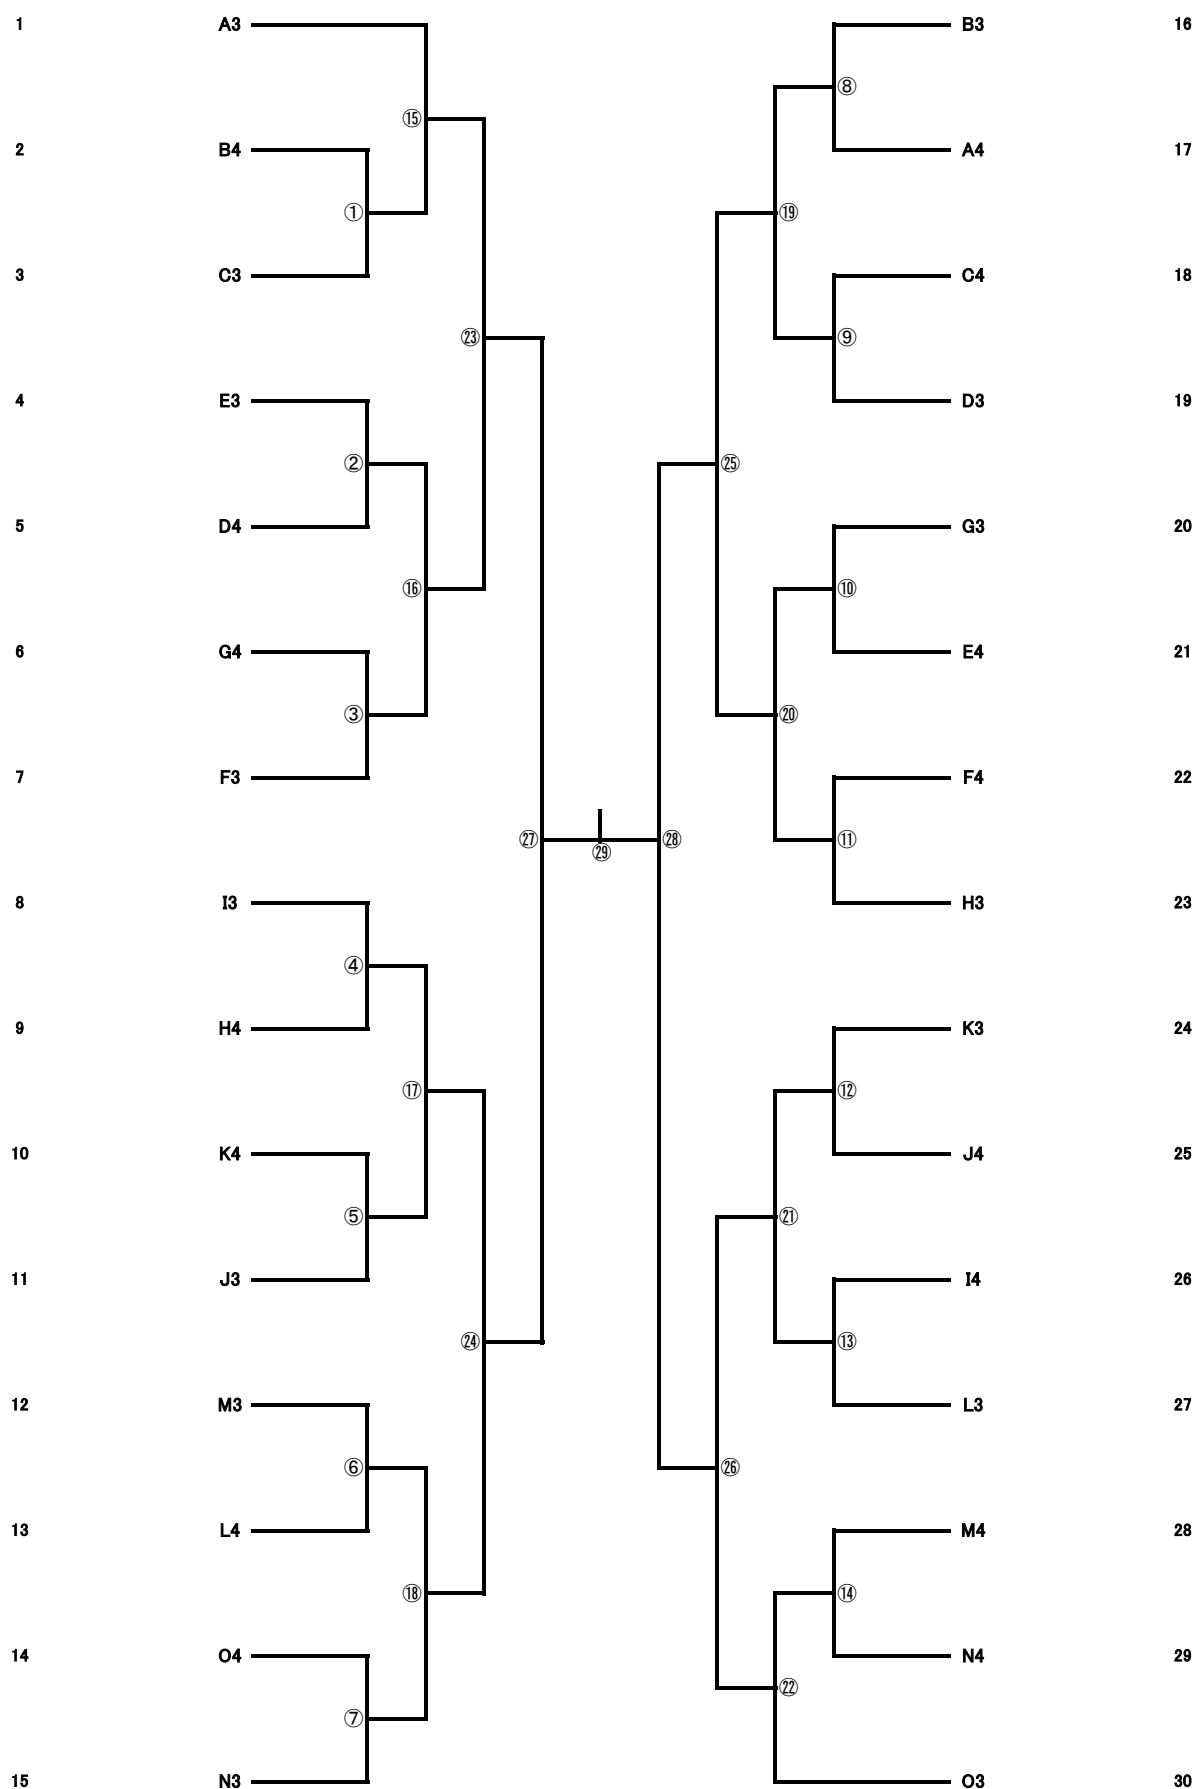 1 A3 B3 16
⑧
⑮
2 B4 A4 17
① ⑲
3 C3 C4 18
㉓ ⑨
4 E3 D3 19
② ㉕
5 D4 G3 20
⑯ ⑩
6 G4 E4 21
③ ⑳
7 F3 F4 22
㉗ ㉘ ⑪
㉙
8 I3 H3 23
④
9 H4 K3 24
⑰ ⑫
10 K4 J4 25
⑤ ㉑
11 J3 I4 26
㉔ ⑬
12 M3 L3 27
⑥ ㉖
13 L4 M4 28
⑱ ⑭
14 O4 N4 29
㉒
⑦
15 N3 O3 30